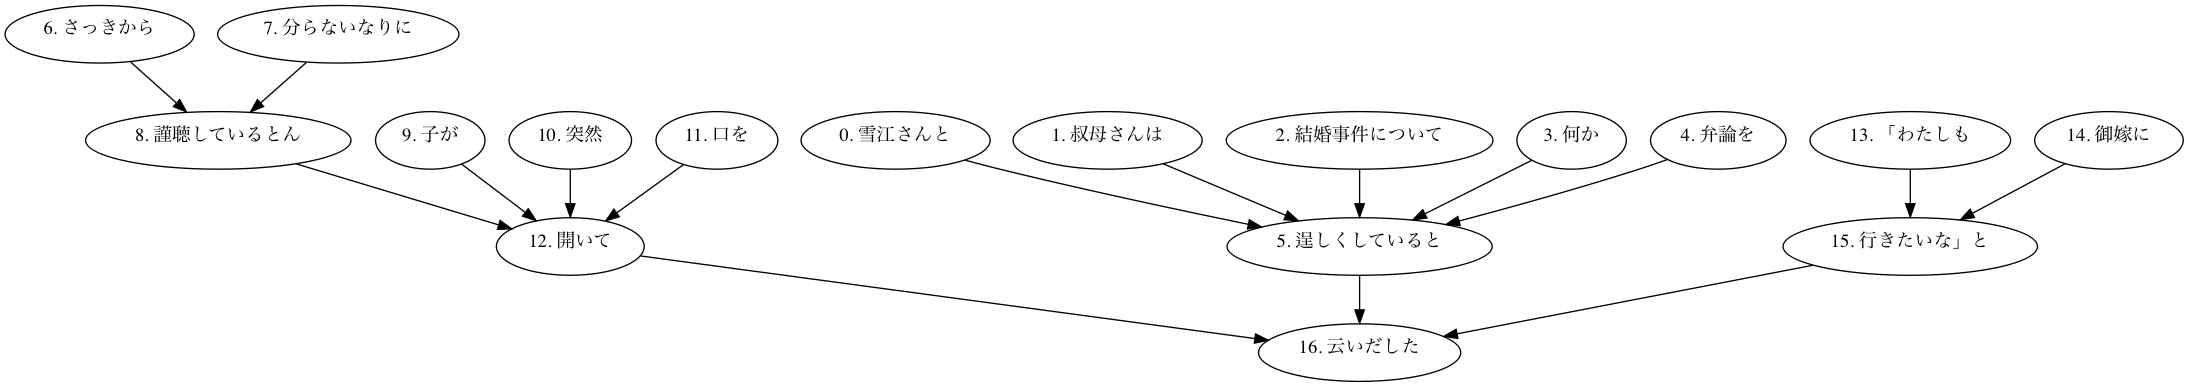 6. さっきから
7. 分らないなりに
8. 謹聴しているとん
9. 子が
10. 突然
11. 口を
0. 雪江さんと
1. 叔母さんは
2. 結婚事件について
3. 何か
4. 弁論を
13. 「わたしも
14. 御嫁に
12. 開いて
5. 逞しくしていると
15. 行きたいな」と
16. 云いだした